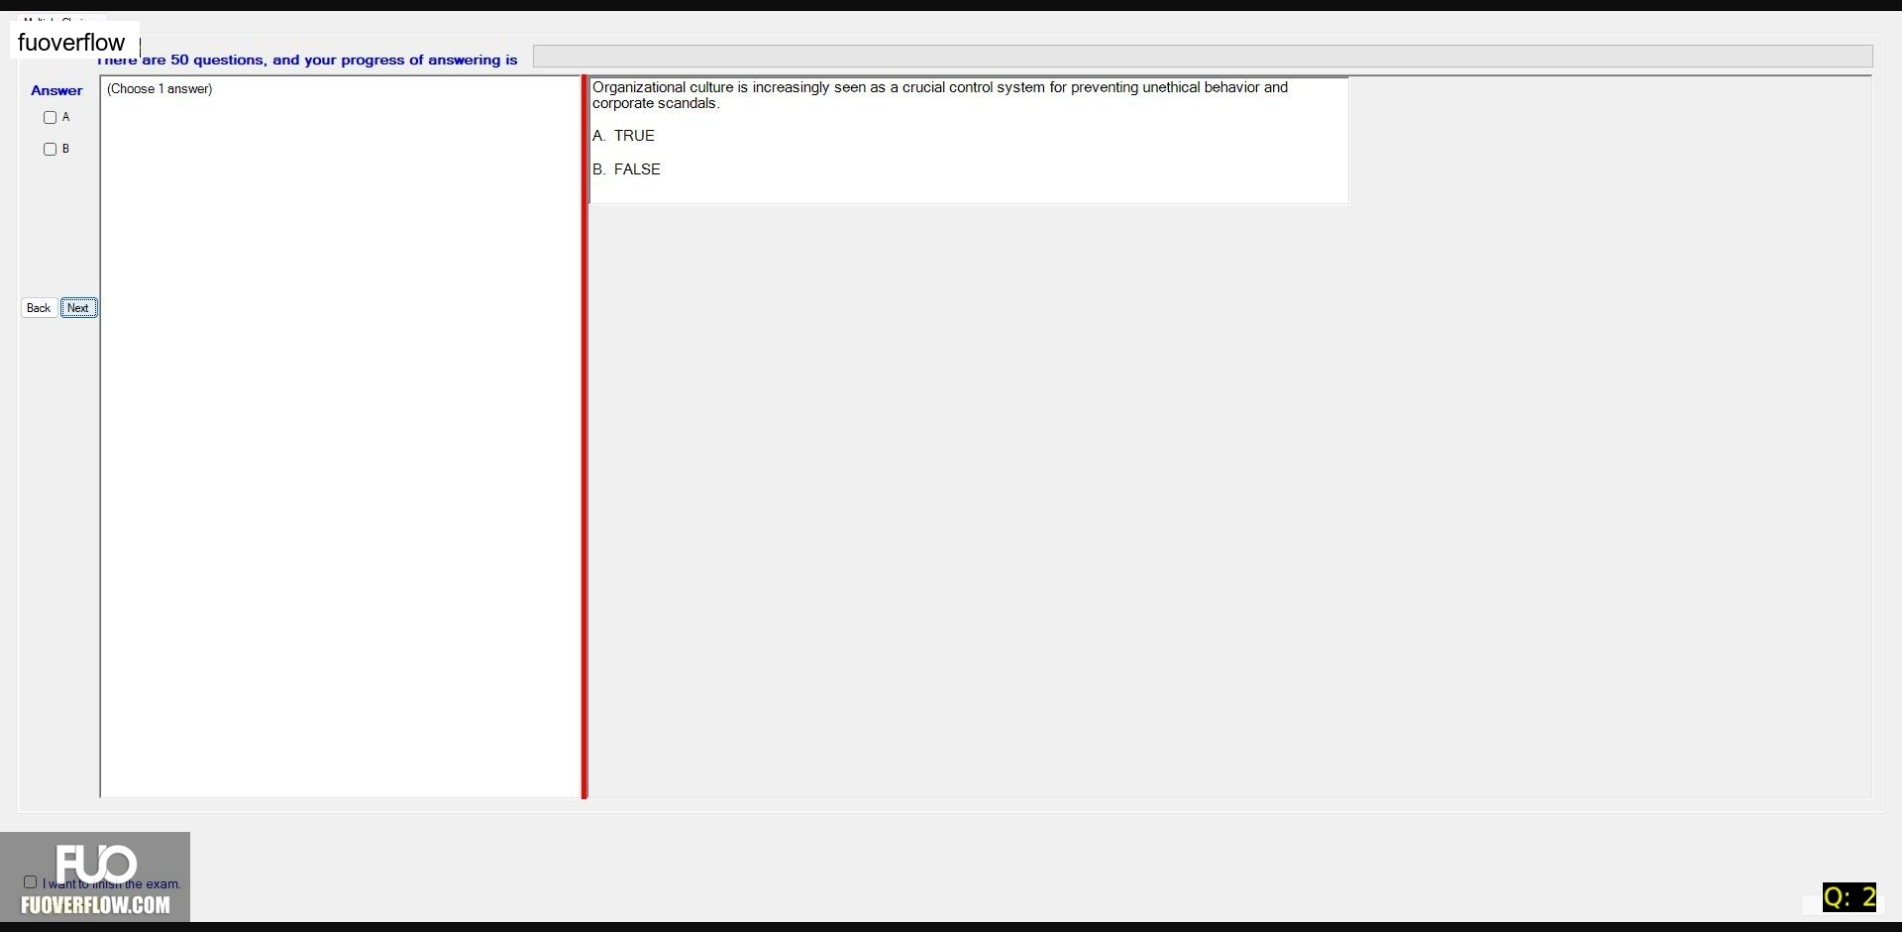 fuoverflow
There are 50 questions, and your progress of answering is
Answer
(Choose 1 answer)
A
B
Back Next
Organizational culture is increasingly seen as a crucial control system for preventing unethical behavior and
corporate scandals.
A. TRUE
B. FALSE
FUO
I want to finish the exam.
FUOVERFLOW.COM
Q: 2